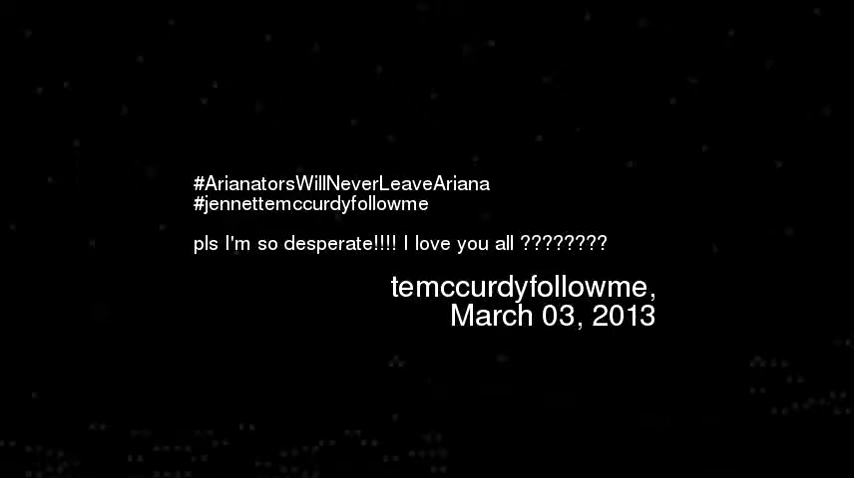 #ArianatorsWillNeverLeaveAriana
#jennettemccurdyfollowme
pls I'm so desperate!!!! I love you all ????????
temccurdyfollowme,
March 03, 2013